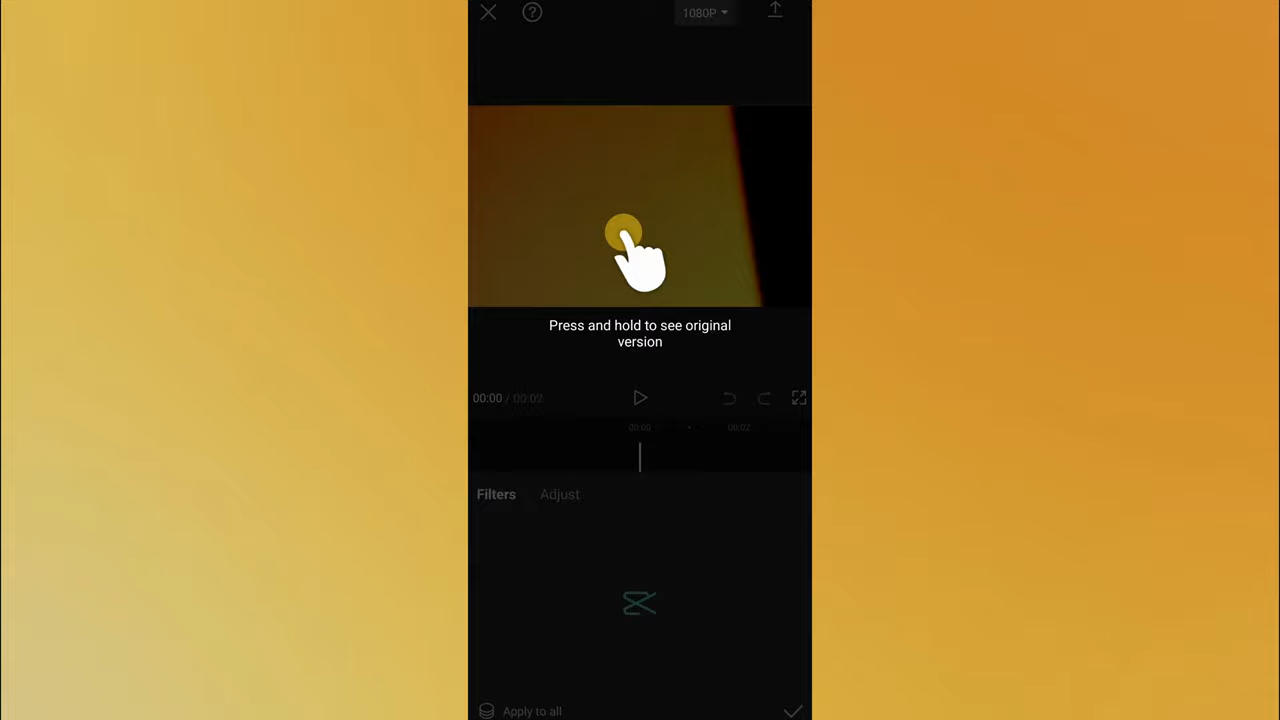 1080P
Press and hold to see original
version
00:00 / 00:02
00:00
00:02
Filters
Adjust
Apply to all